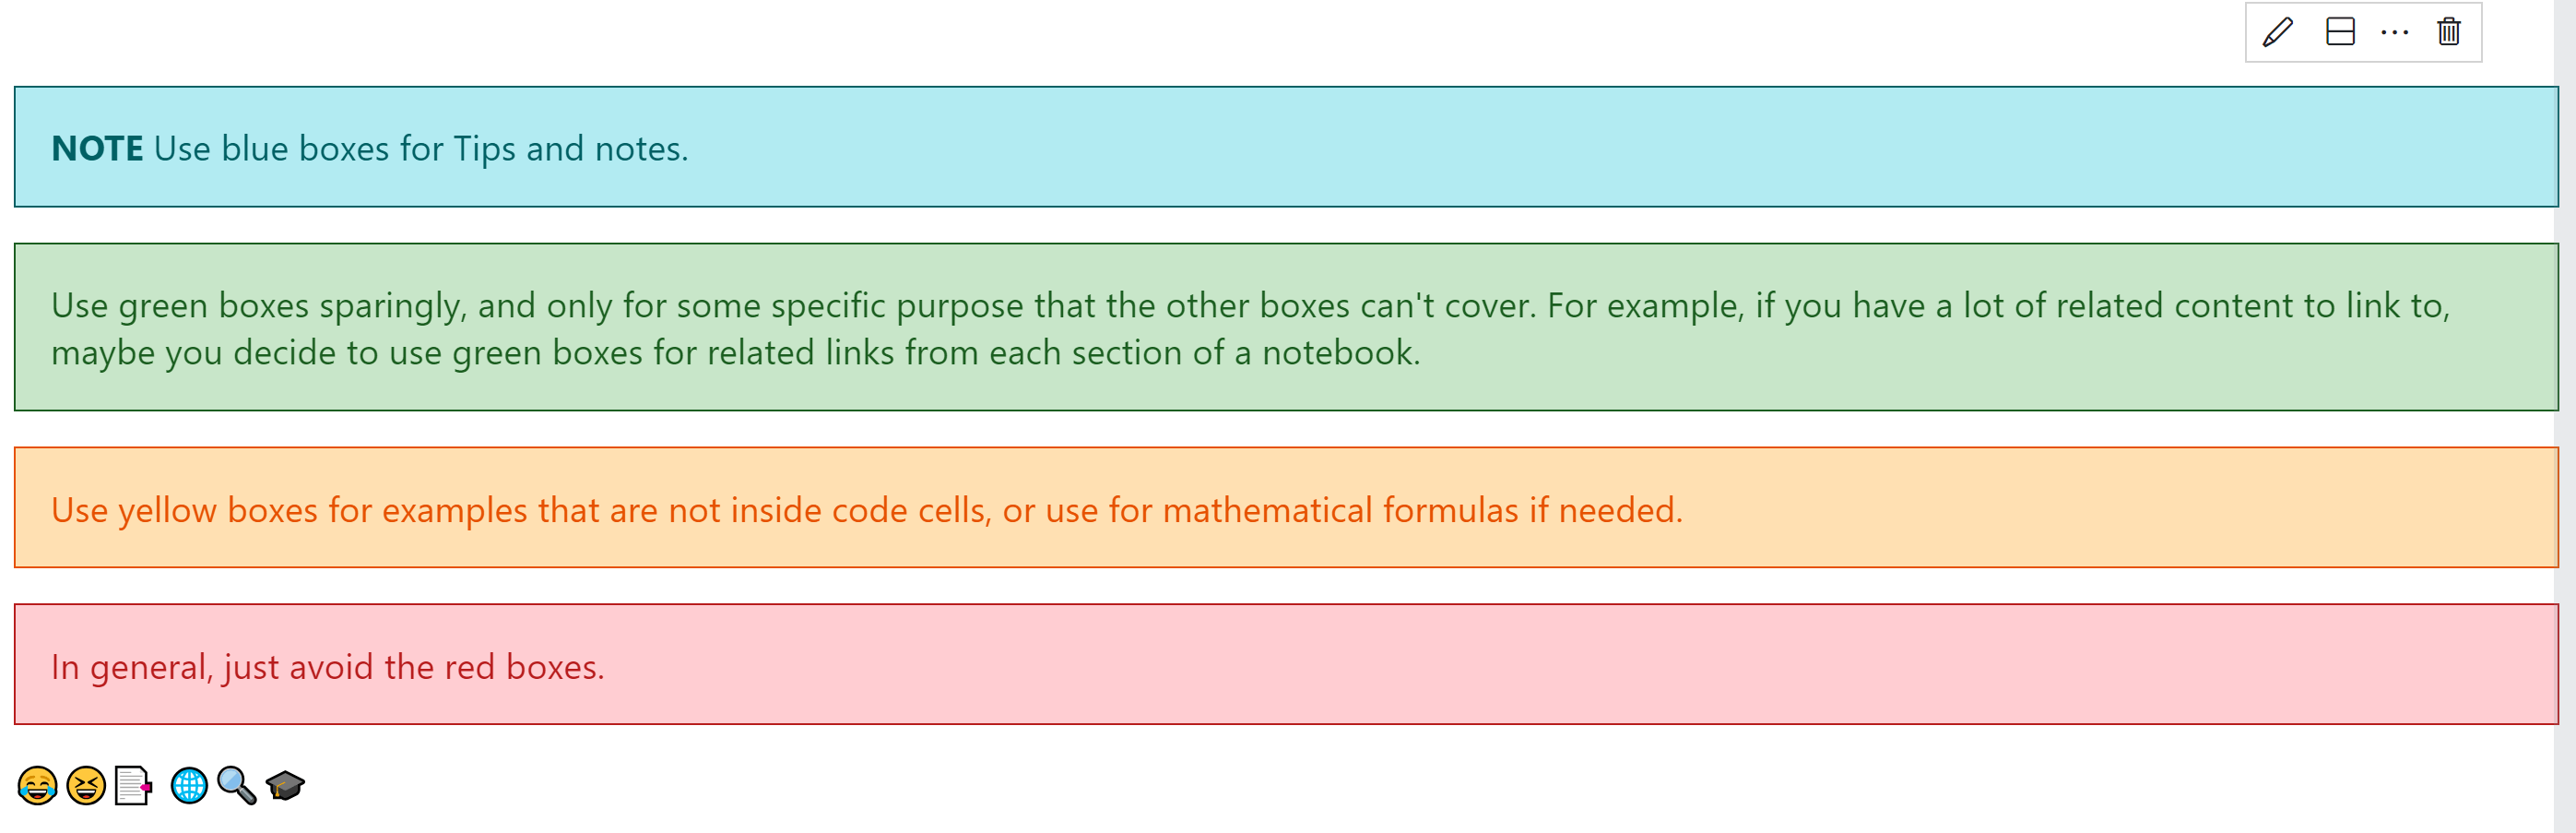 NOTE Use blue boxes for Tips and notes.
Use green boxes sparingly, and only for some specific purpose that the other boxes can't cover. For example, if you have a lot of related content to link to,
maybe you decide to use green boxes for related links from each section of a notebook.
Use yellow boxes for examples that are not inside code cells, or use for mathematical formulas if needed.
In general, just avoid the red boxes.